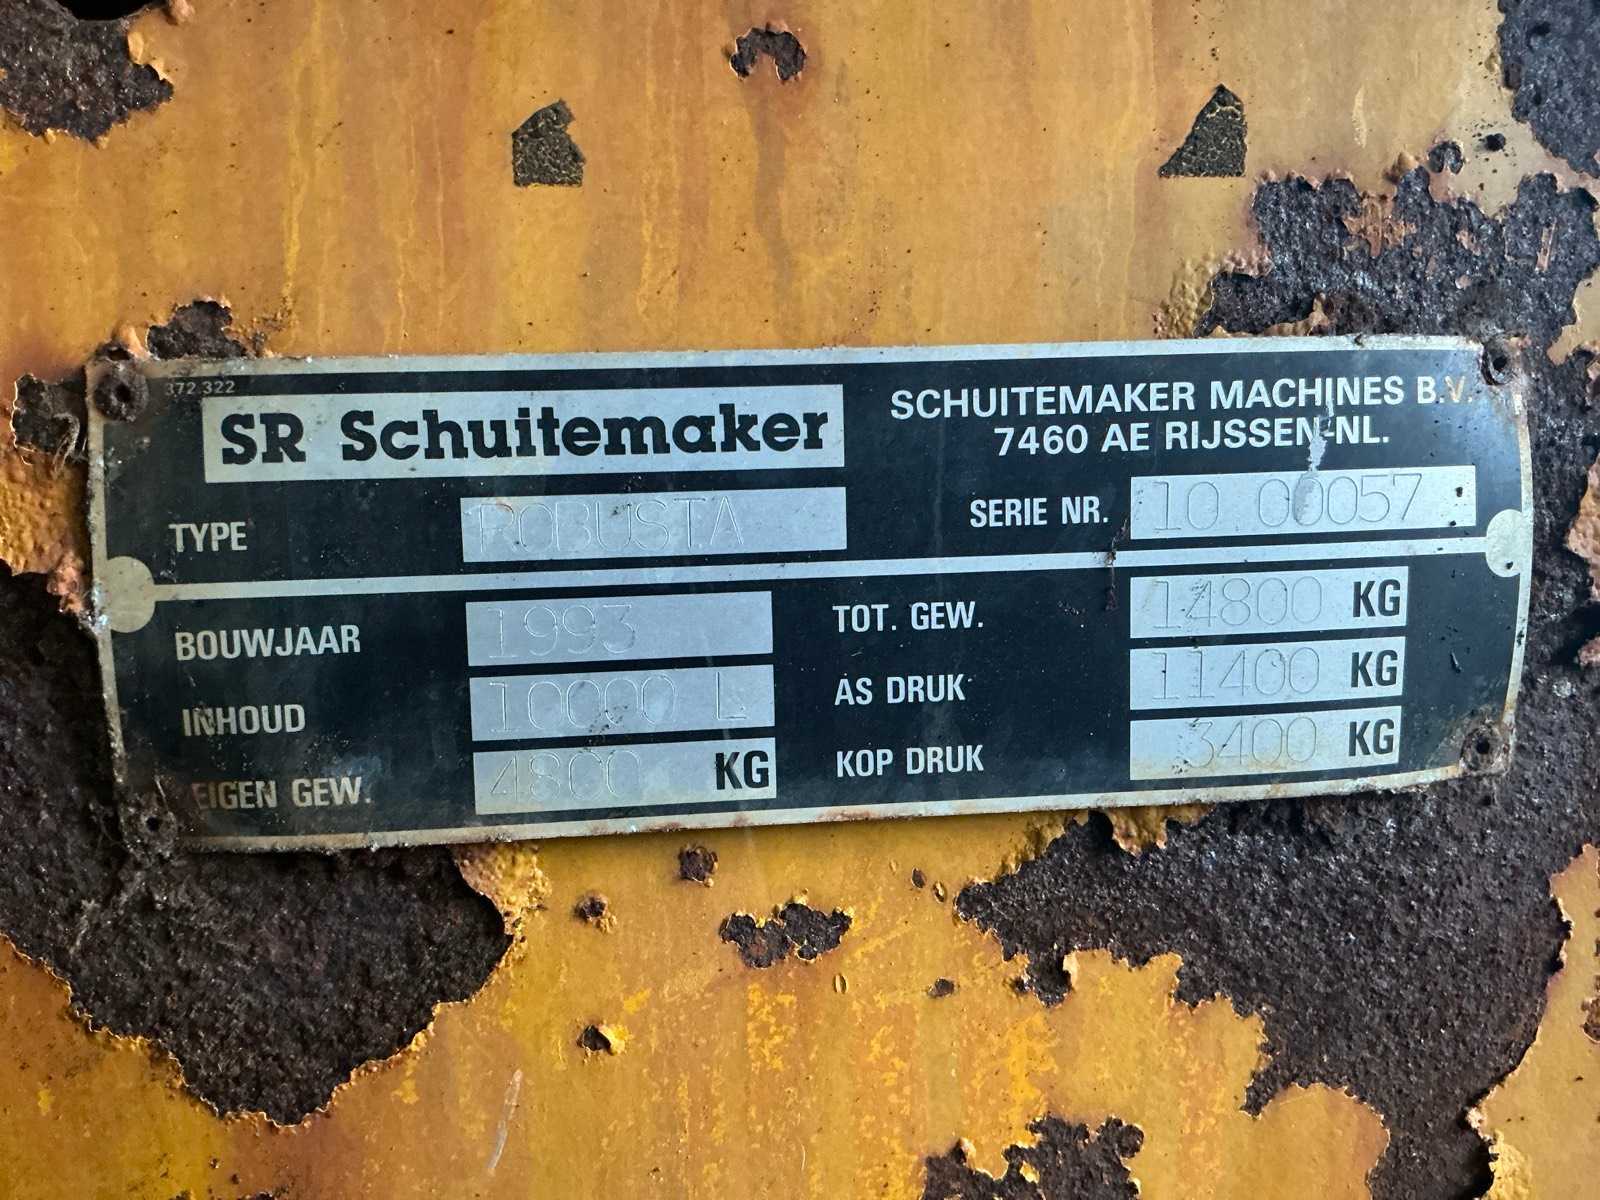 372 322
SR Schuitemaker
SCHUITEMAKER MACHINES B.V.
7460 AE RIJSSEN-NL.
TYPE ROBUSTA
SERIE NR. 10 00057
BOUWJAAR 1993
TOT. GEW. 14800 KG
INHOUD 10000 L
AS DRUK 11400 KG
EIGEN GEW. 4800 KG
KOP DRUK 3400 KG